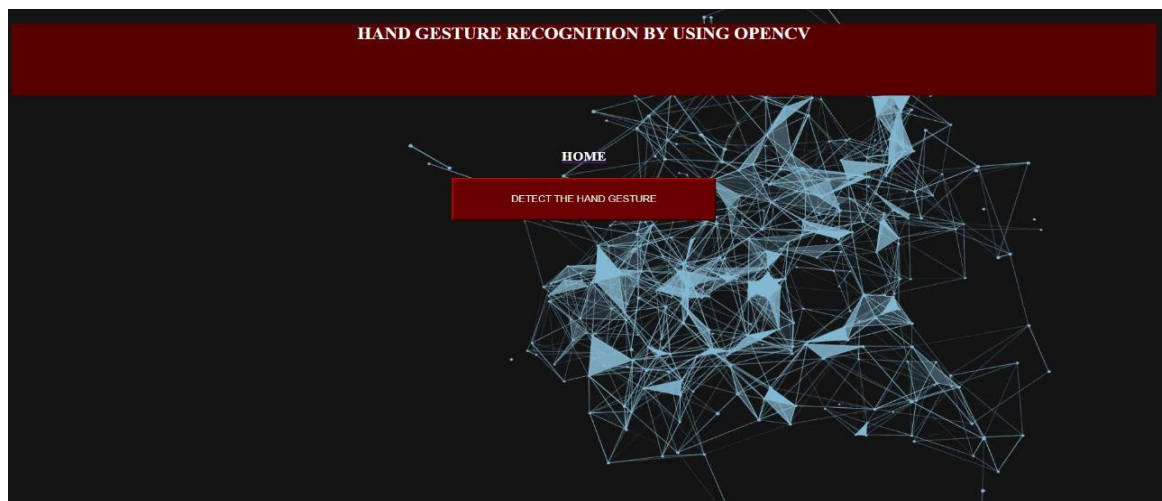 HAND GESTURE RECOGNITION BY USING OPENCV
HOME
DETECT THE HAND GESTURE